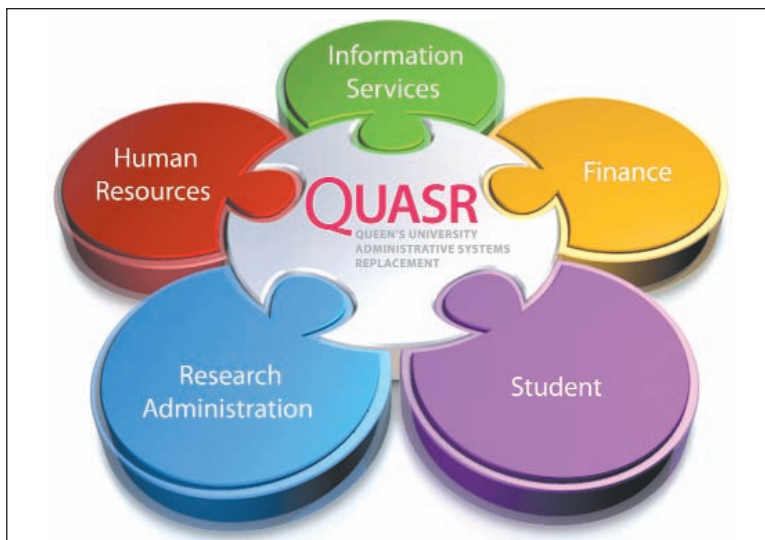 Information
Services
Human
Resources
Finance
QUASR
QUEEN'S UNIVERSITY
ADMINISTRATIVE SYSTEMS
REPLACEMENT
Research
Administration
Student